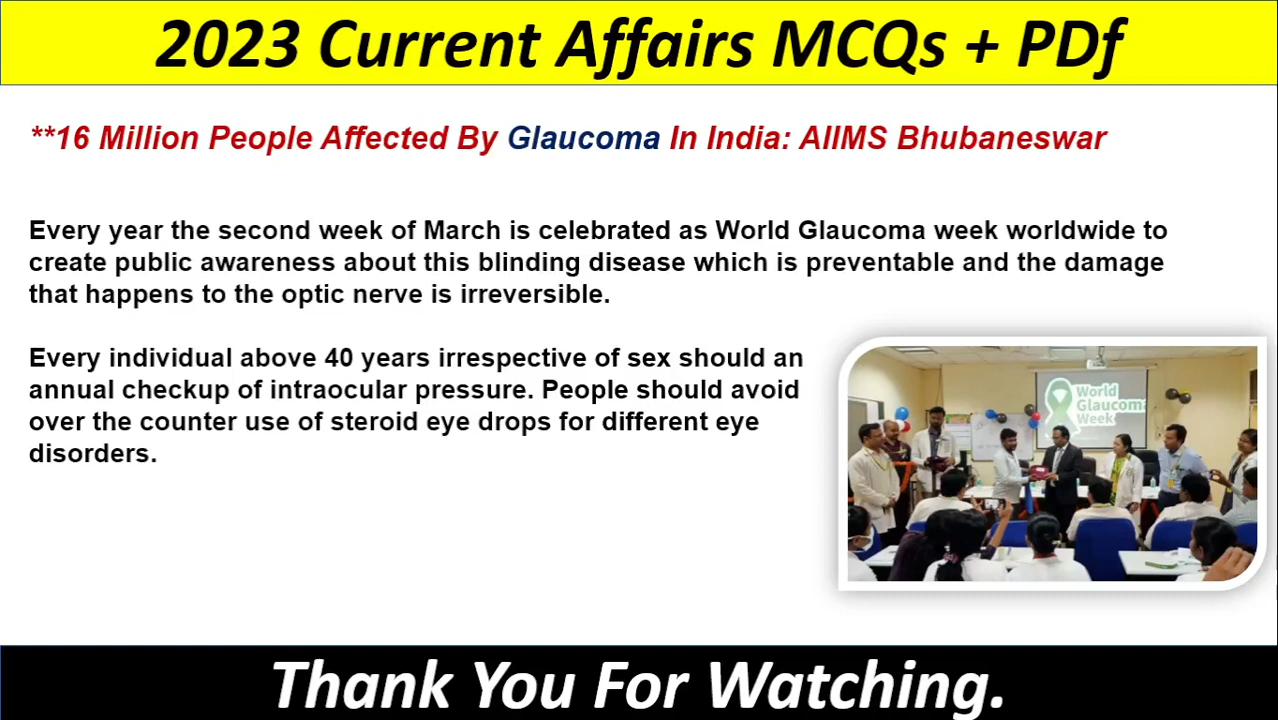 2023 Current Affairs MCQs + PDf
**16 Million People Affected By Glaucoma In India: AIIMS Bhubaneswar
Every year the second week of March is celebrated as World Glaucoma week worldwide to
create public awareness about this blinding disease which is preventable and the damage
that happens to the optic nerve is irreversible.
Every individual above 40 years irrespective of sex should an
annual checkup of intraocular pressure. People should avoid
over the counter use of steroid eye drops for different eye
disorders.
World
Glaucoma
Week
Thank You For Watching.